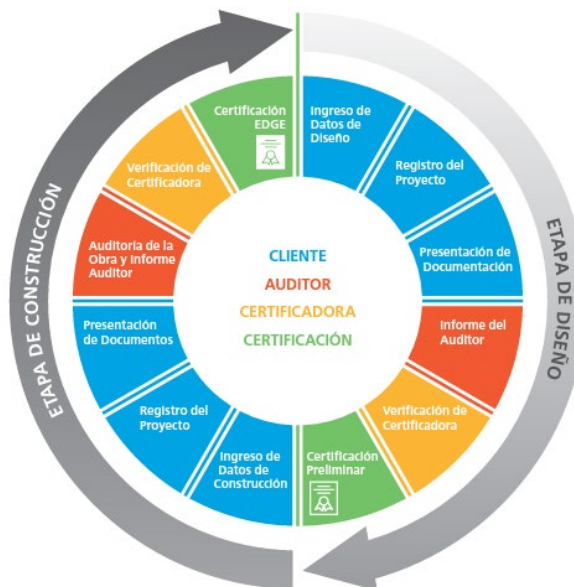 Certificación
EDGE
Ingreso de
Datos de
Diseño
Verificación de
Certificadora
Registro del
Proyecto
Auditoría de la
Obra y Informe
Auditor
Presentación de
Documentación
CLIENTE
AUDITOR
CERTIFICADORA
CERTIFICACIÓN
Presentación
de Documentos
Informe del
Auditor
Registro del
Proyecto
Verificación de
Certificadora
Ingreso de
Datos de
Construcción
Certificación
Preliminar
ETAPA DE CONSTRUCCIÓN
ETAPA DE DISEÑO